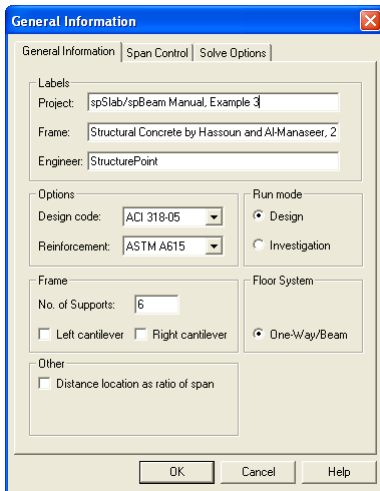 General Information
General Information Span Control Solve Options
Labels
Project: spSlab/spBeam Manual, Example 3
Frame: Structural Concrete by Hassoun and Al-Manaseer, 2
Engineer: StructurePoint
Options Run mode
Design code: ACI 318-05 Design
Reinforcement: ASTM A615 Investigation
Frame Floor System
No. of Supports: 6
Left cantilever Right cantilever One-Way/Beam
Other
Distance location as ratio of span
OK Cancel Help